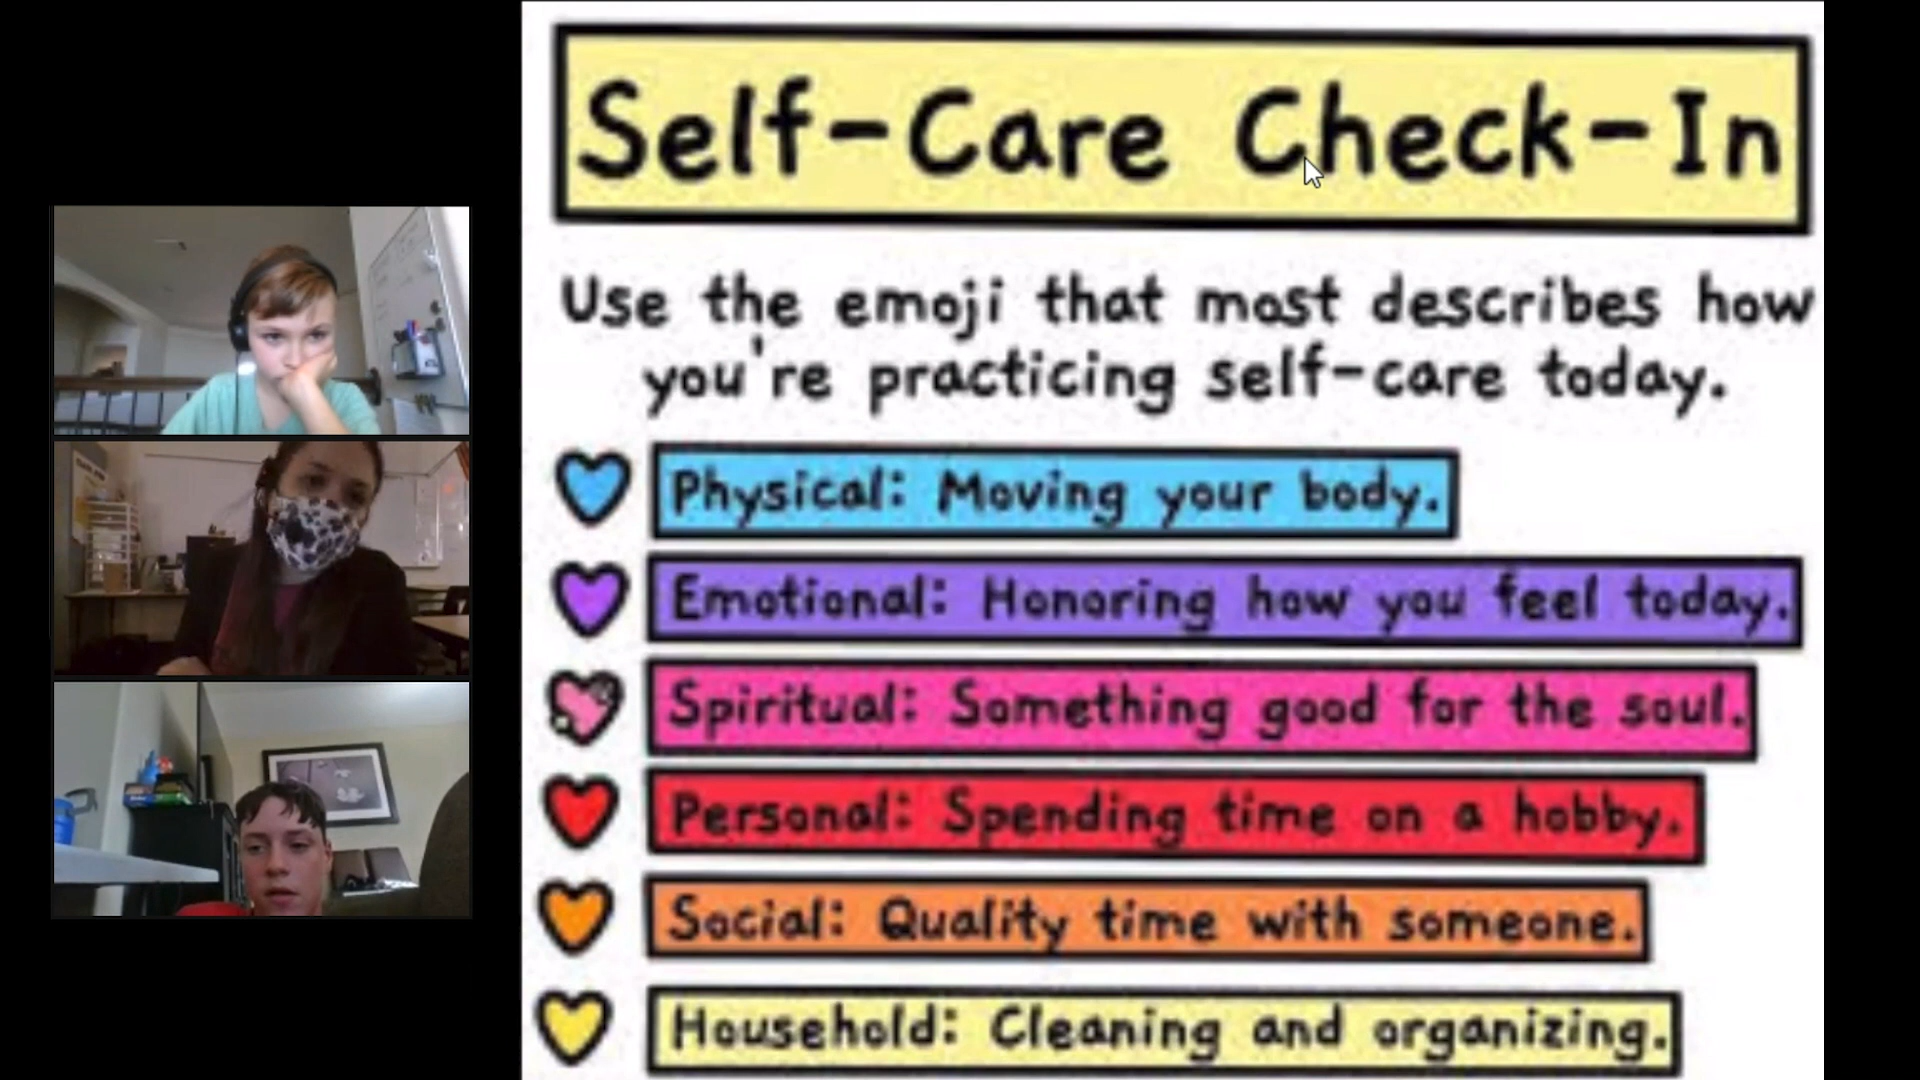 Self-Care Check-In
Use the emoji that most describes how
you're practicing self-care today.
Physical: Moving your body.
Emotional: Honoring how you feel today.
Spiritual: Something good for the soul.
Personal: Spending time on a hobby.
Social: Quality time with someone.
Household: Cleaning and organizing.